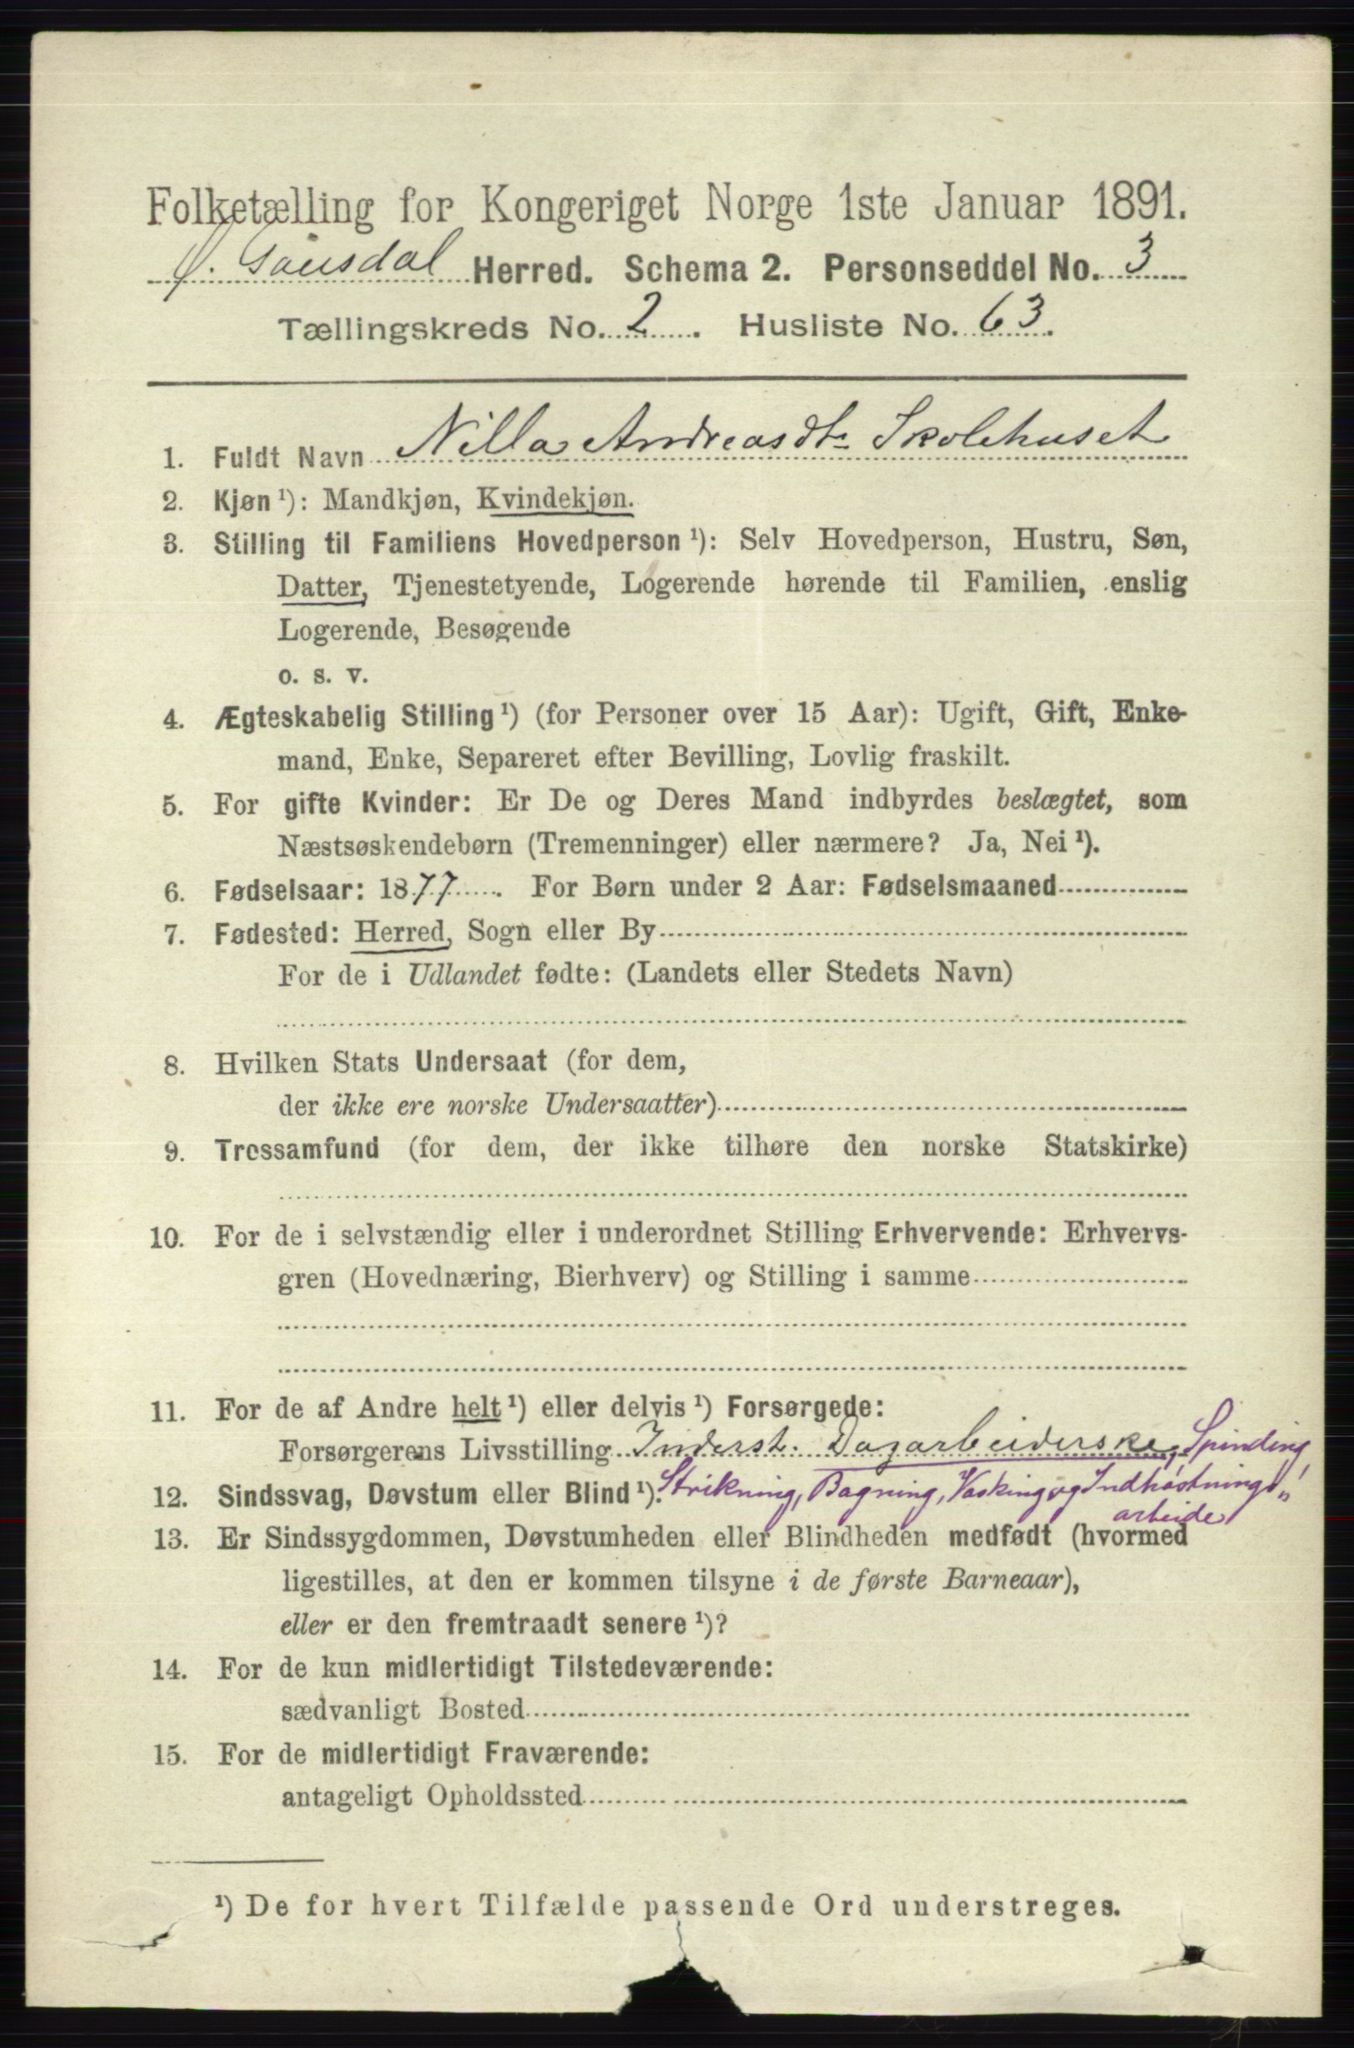 Folketælling for Kongeriget Norge 1ste Januar 1891.
Ø. Gausdal Herred. Schema 2. Personseddel No. 3
Tællingskreds No. 2. Husliste No. 63.
1. Fuldt Navn Nilla Andreasdt. Skolehuset
2. Kjøn ¹): Mandkjøn, Kvindekjøn.
3. Stilling til Familiens Hovedperson ¹): Selv Hovedperson, Hustru, Søn,
Datter, Tjenestetyende, Logerende hørende til Familien, enslig
Logerende, Besøgende
o. s. v.
4. Ægteskabelig Stilling ¹) (for Personer over 15 Aar): Ugift, Gift, Enke-
mand, Enke, Separeret efter Bevilling, Lovlig fraskilt.
5. For gifte Kvinder: Er De og Deres Mand indbyrdes beslægtet, som
Næstsøskendebørn (Tremenninger) eller nærmere? Ja, Nei ¹).
6. Fødselsaar: 1877. For Børn under 2 Aar: Fødselsmaaned
7. Fødested: Herred, Sogn eller By
For de i Udlandet fødte: (Landets eller Stedets Navn)
8. Hvilken Stats Undersaat (for dem,
der ikke ere norske Undersaatter)
9. Trossamfund (for dem, der ikke tilhøre den norske Statskirke)
10. For de i selvstændig eller i underordnet Stilling Erhvervende: Erhvervs-
gren (Hovednæring, Bierhverv) og Stilling i samme
11. For de af Andre helt ¹) eller delvis ¹) Forsørgede:
Forsørgerens Livsstilling Inderst. Dagarbeiderske, Spinding,
12. Sindssvag, Døvstum eller Blind ¹). Strikning, Bagning, Vasking og Indhøstnings„
arbeide
13. Er Sindssygdommen, Døvstumheden eller Blindheden medfødt (hvormed
ligestilles, at den er kommen tilsyne i de første Barneaar),
eller er den fremtraadt senere ¹)?
14. For de kun midlertidigt Tilstedeværende:
sædvanligt Bosted
15. For de midlertidigt Fraværende:
antageligt Opholdssted
¹) De for hvert Tilfælde passende Ord understreges.